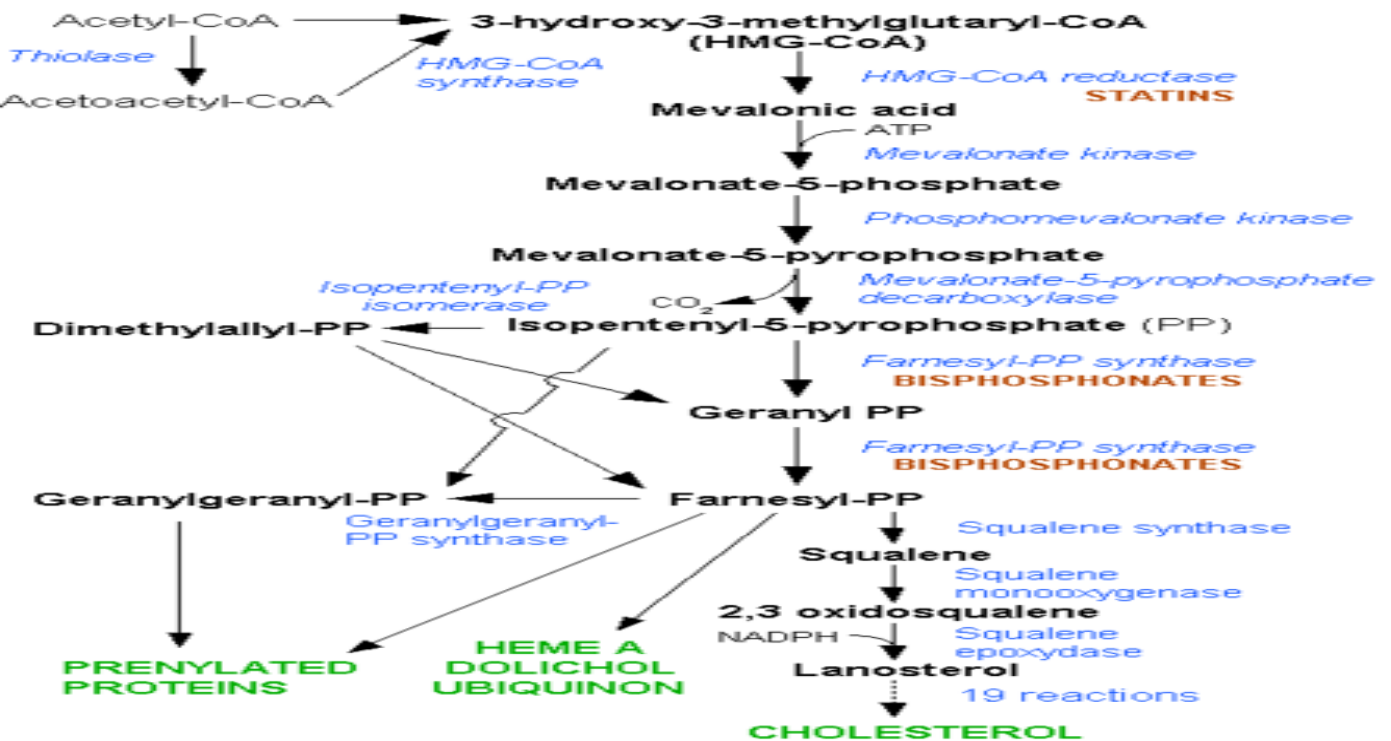 Acetyl-CoA
3-hydroxy-3-methylglutaryl-CoA
(HMG-CoA)
Thiolase
HMG-CoA
synthase
HMG-CoA reductase
STATINS
Acetoacetyl-CoA
Mevalonic acid
ATP
Mevalonate kinase
Mevalonate-5-phosphate
Phosphomevalonate kinase
Mevalonate-5-pyrophosphate
Isopentenyl-PP
isomerase
CO₂
Mevalonate-5-pyrophosphate
decarboxylase
Dimethylallyl-PP
Isopentenyl-5-pyrophosphate (PP)
Farnesyl-PP synthase
BISPHOSPHONATES
Geranyl PP
Farnesyl-PP synthase
BISPHOSPHONATES
Geranylgeranyl-PP
Farnesyl-PP
Geranylgeranyl-
PP synthase
Squalene synthase
Squalene
Squalene
monooxygenase
2,3 oxidosqualene
NADPH
Squalene
epoxydase
Lanosterol
PRENYLATED
PROTEINS
HEME A
DOLICHOL
UBIQUINON
19 reactions
CHOLESTEROL